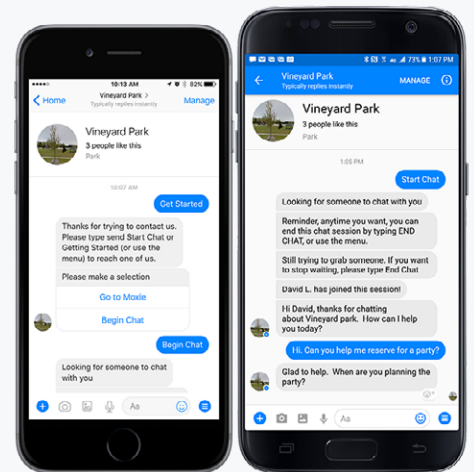 10:13 AM
82%
Home
Vineyard Park >
Typically replies instantly
Manage
Vineyard Park
3 people like this
Park
10:07 AM
Get Started
Thanks for trying to contact us.
Please type send Start Chat or
Getting Started (or use the
menu) to reach one of us.
Please make a selection
Go to Moxie
Begin Chat
Begin Chat
Looking for someone to chat
with you
Aa
73% 1:07 PM
Vineyard Park
Typically replies instantly
MANAGE
Vineyard Park
3 people like this
Park
1:05 PM
Start Chat
Looking for someone to chat with you
Reminder, anytime you want, you can
end this chat session by typing END
CHAT, or use the menu.
Still trying to grab someone. If you want
to stop waiting, please type End Chat
David L. has joined this session!
Hi David, thanks for chatting
about Vineyard park. How can I help
you today?
Hi. Can you help me reserve for a party?
Glad to help. When are you planning the
party?
Aa